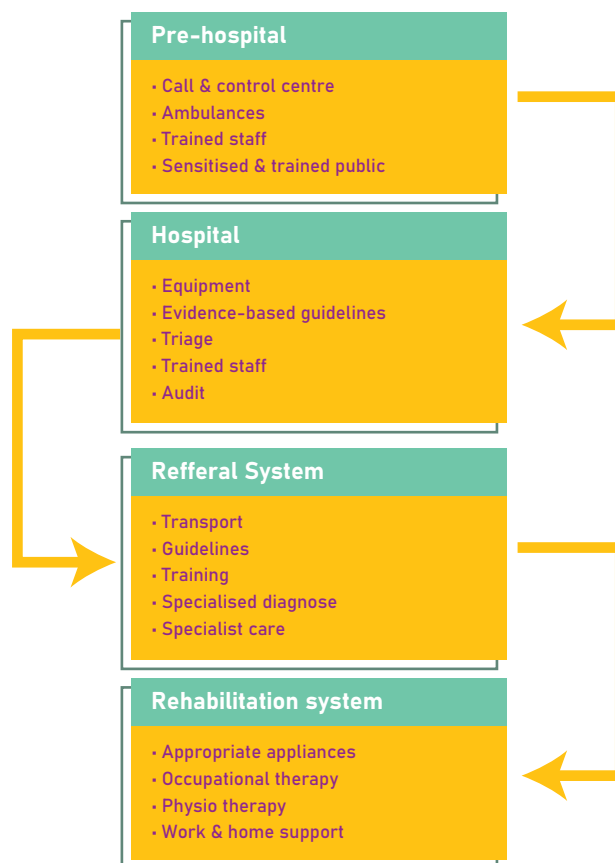 Pre-hospital
· Call & control centre
· Ambulances
· Trained staff
· Sensitised & trained public
Hospital
· Equipment
· Evidence-based guidelines
· Triage
· Trained staff
· Audit
Refferal System
· Transport
· Guidelines
· Training
· Specialised diagnose
· Specialist care
Rehabilitation system
· Appropriate appliances
· Occupational therapy
· Physio therapy
· Work & home support